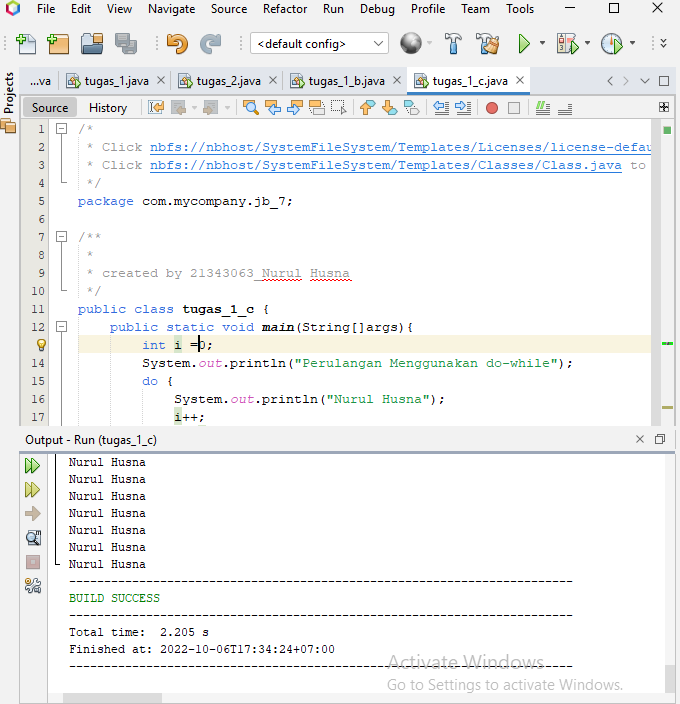 File Edit View Navigate Source Refactor Run Debug Profile Team Tools
<default config>
Projects
...va tugas_1.java tugas_2.java tugas_1_b.java tugas_1_c.java
Source History
1 /*
2 * Click nbfs://nbhost/SystemFileSystem/Templates/Licenses/license-defau
3 * Click nbfs://nbhost/SystemFileSystem/Templates/Classes/Class.java to
4 */
5 package com.mycompany.jb_7;
6
7 /**
8 *
9 * created by 21343063_Nurul Husna
10 */
11 public class tugas_1_c {
12 public static void main(String[]args){
int i =0;
14 System.out.println("Perulangan Menggunakan do-while");
15 do {
16 System.out.println("Nurul Husna");
17 i++;
Output - Run (tugas_1_c)
Nurul Husna
Nurul Husna
Nurul Husna
Nurul Husna
Nurul Husna
Nurul Husna
Nurul Husna
------------------------------------------------------------------------
BUILD SUCCESS
------------------------------------------------------------------------
Total time: 2.205 s
Finished at: 2022-10-06T17:34:24+07:00
------------------------------------------------------------------------
Activate Windows
Go to Settings to activate Windows.